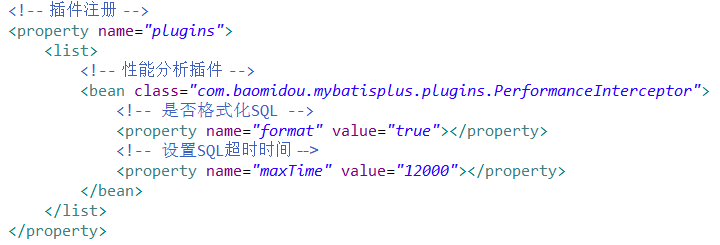 <!-- 插件注册 -->
<property name="plugins">
<list>
<!-- 性能分析插件 -->
<bean class="com.baomidou.mybatisplus.plugins.PerformanceInterceptor">
<!-- 是否格式化SQL -->
<property name="format" value="true"></property>
<!-- 设置SQL超时时间 -->
<property name="maxTime" value="12000"></property>
</bean>
</list>
</property>